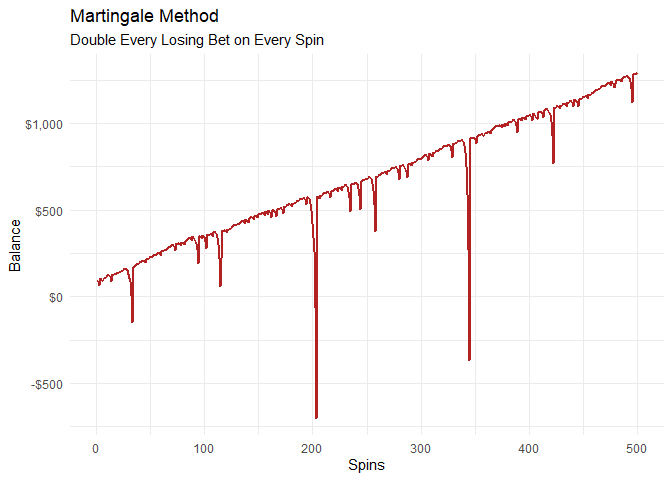 Martingale Method
Double Every Losing Bet on Every Spin
Balance
$1,000
$500
$0
-$500
0 100 200 300 400 500
Spins